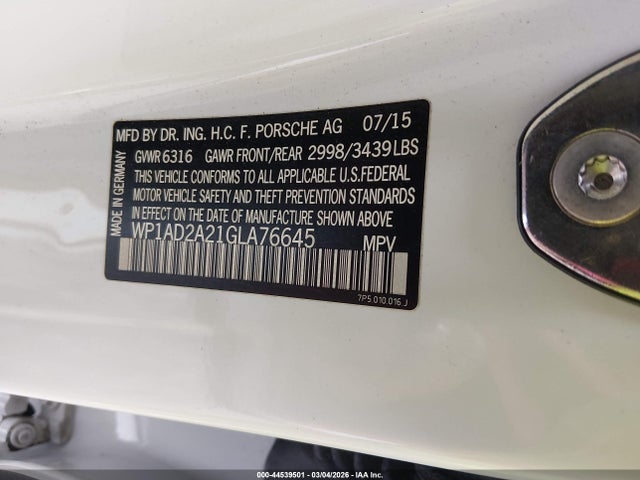 MFD BY DR. ING. H.C. F. PORSCHE AG 07/15
GVWR 6316 GAWR FRONT/REAR 2998/3439 LBS
THIS VEHICLE CONFORMS TO ALL APPLICABLE U.S.FEDERAL
MOTOR VEHICLE SAFETY AND THEFT PREVENTION STANDARDS
IN EFFECT ON THE DATE OF MANUFACTURE SHOWN ABOVE
WP1AD2A21GLA76645 MPV
7P5.010.016.J
MADE IN GERMANY
000-44539501 - 03/04/2026 - IAA Inc.